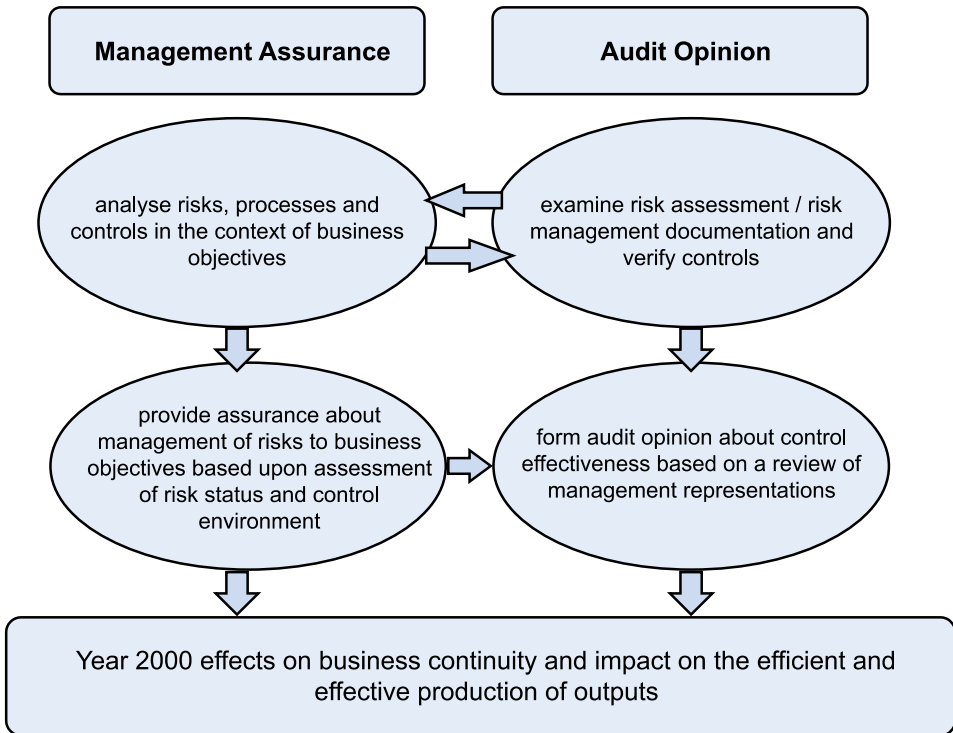 Management Assurance
Audit Opinion
analyse risks, processes and
controls in the context of business
objectives
examine risk assessment / risk
management documentation and
verify controls
provide assurance about
management of risks to business
objectives based upon assessment
of risk status and control
environment
form audit opinion about control
effectiveness based on a review of
management representations
Year 2000 effects on business continuity and impact on the efficient and
effective production of outputs